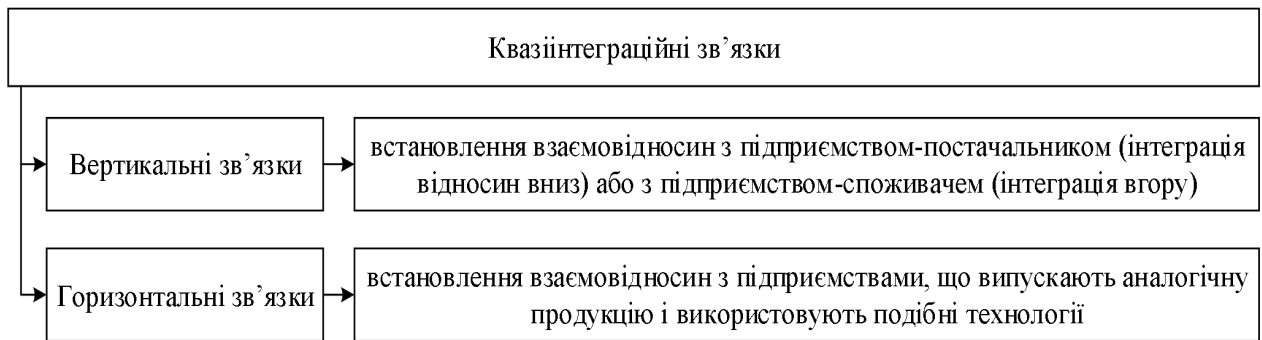 Квазіінтеграційні зв’язки
Вертикальні зв’язки
встановлення взаємовідносин з підприємством-постачальником (інтеграція
відносин вниз) або з підприємством-споживачем (інтеграція вгору)
Горизонтальні зв’язки
встановлення взаємовідносин з підприємствами, що випускають аналогічну
продукцію і використовують подібні технології